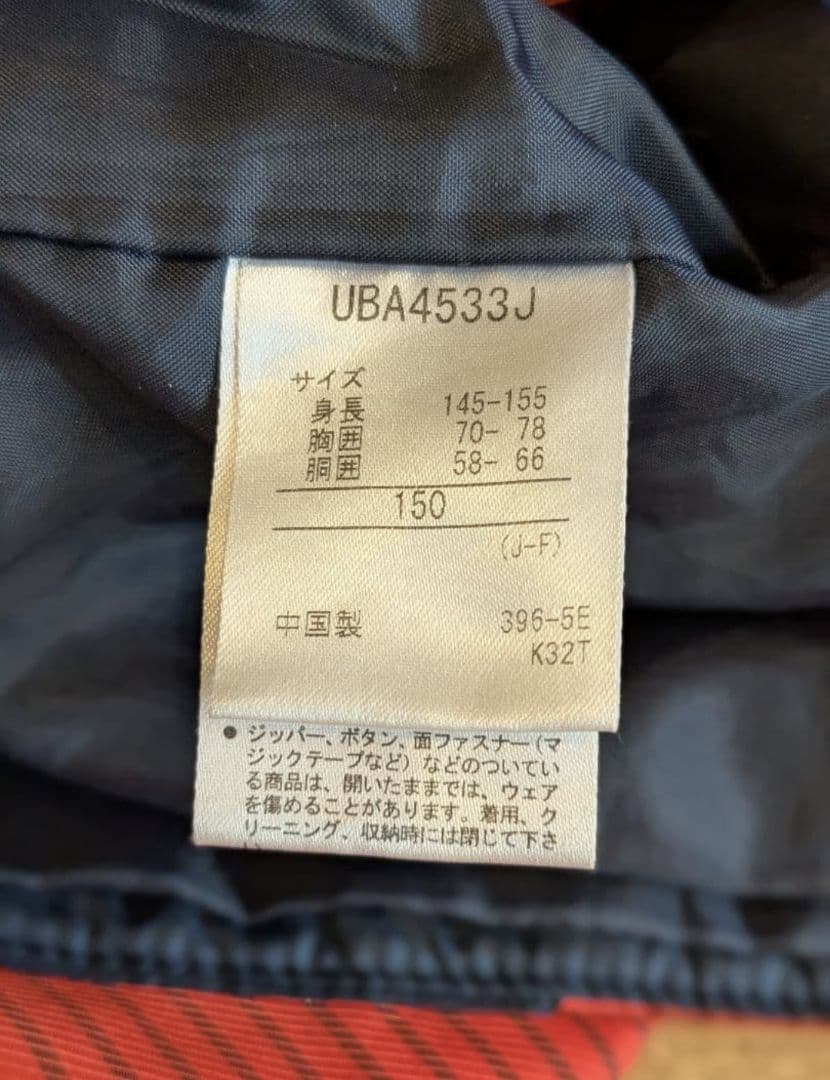 UBA4533J
サイズ
身長 145-155
胸囲 70- 78
胴囲 58- 66
150
(J-F)
中国製 396-5E
K32T
● ジッパー、ボタン、面ファスナー(マ
ジックテープなど)などのついてい
る商品は、開いたままでは、ウェア
を傷めることがあります。着用、ク
リーニング、収納時には閉じて下さ